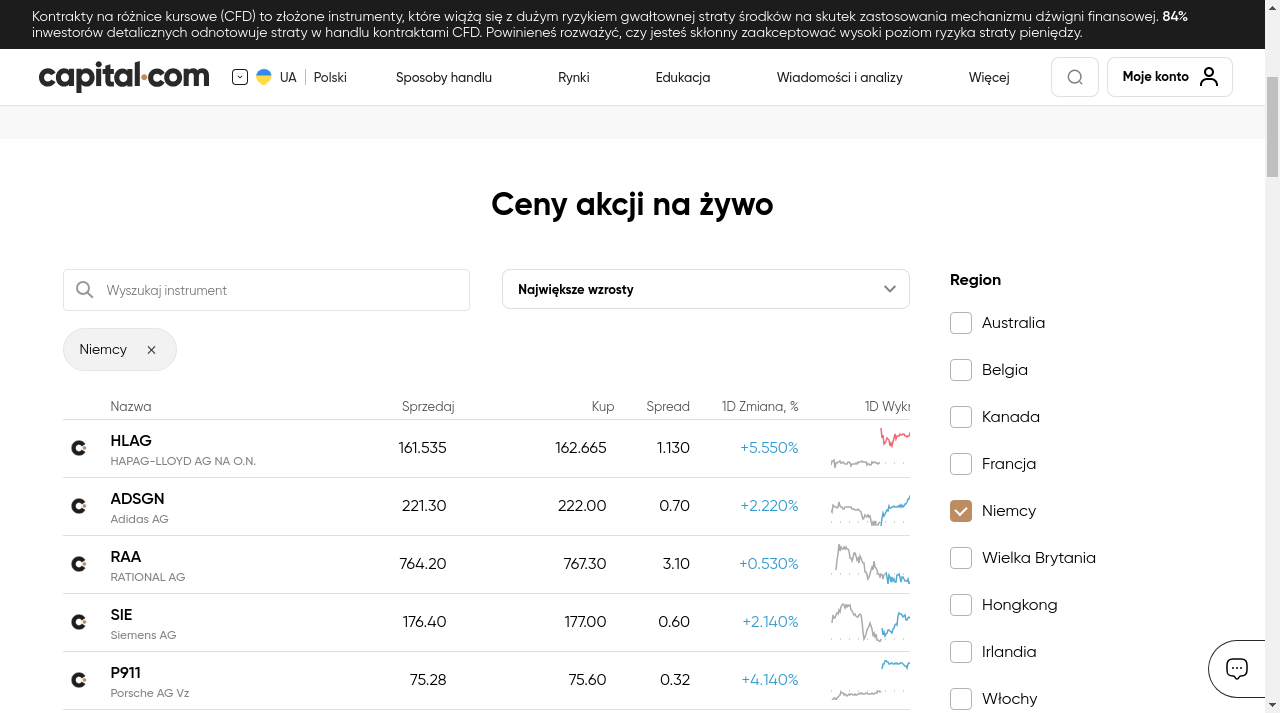 Kontrakty na różnice kursowe (CFD) to złożone instrumenty, które wiążą się z dużym ryzykiem gwałtownej straty środków na skutek zastosowania mechanizmu dźwigni finansowej. 84%
inwestorów detalicznych odnotowuje straty w handlu kontraktami CFD. Powinieneś rozważyć, czy jesteś skłonny zaakceptować wysoki poziom ryzyka straty pieniędzy.
capital.com UA Polski Sposoby handlu Rynki Edukacja Wiadomości i analizy Więcej Moje konto
Ceny akcji na żywo
Wyszukaj instrument
Największe wzrosty
Niemcy
Nazwa Sprzedaj Kup Spread 1D Zmiana, % 1D Wykr
HLAG 161.535 162.665 1.130 +5.550%
HAPAG-LLOYD AG NA O.N.
ADSGN 221.30 222.00 0.70 +2.220%
Adidas AG
RAA 764.20 767.30 3.10 +0.530%
RATIONAL AG
SIE 176.40 177.00 0.60 +2.140%
Siemens AG
P911 75.28 75.60 0.32 +4.140%
Porsche AG Vz
Region
Australia
Belgia
Kanada
Francja
Niemcy
Wielka Brytania
Hongkong
Irlandia
Włochy